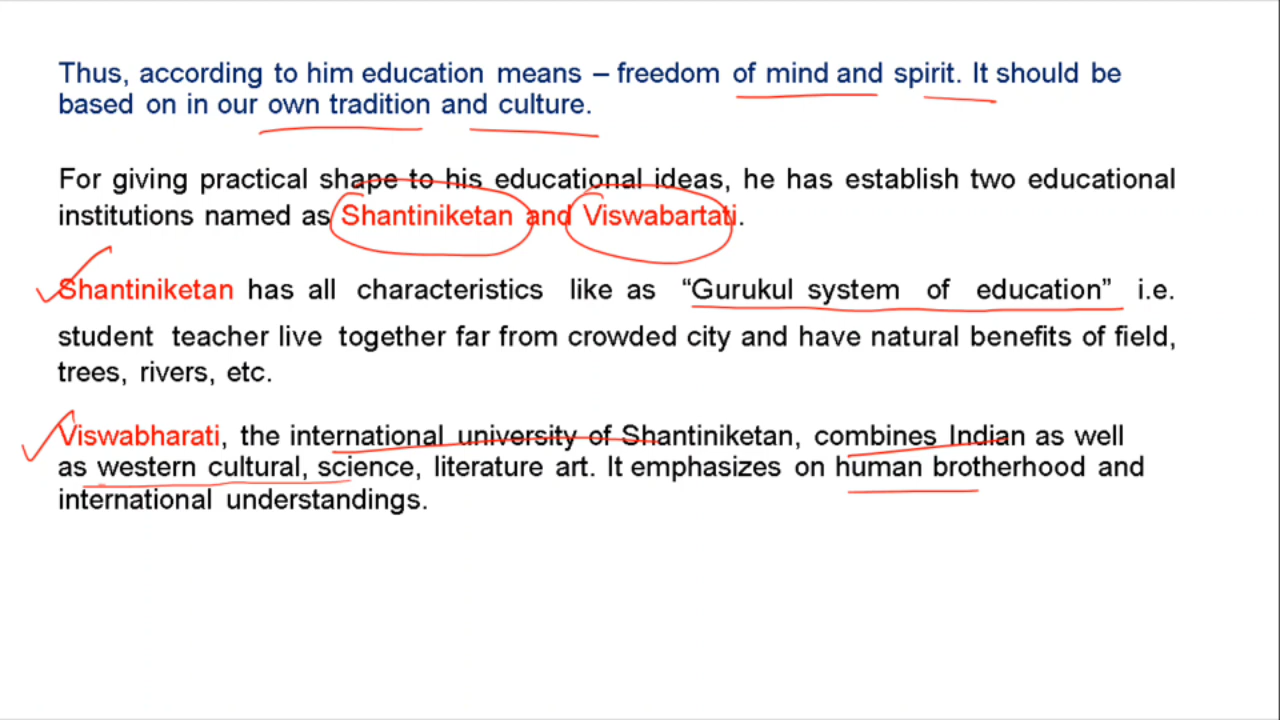 Thus, according to him education means – freedom of mind and spirit. It should be
based on in our own tradition and culture.
For giving practical shape to his educational ideas, he has establish two educational
institutions named as Shantiniketan and Viswabartati.
Shantiniketan has all characteristics like as “Gurukul system of education” i.e.
student teacher live together far from crowded city and have natural benefits of field,
trees, rivers, etc.
Viswabharati, the international university of Shantiniketan, combines Indian as well
as western cultural, science, literature art. It emphasizes on human brotherhood and
international understandings.